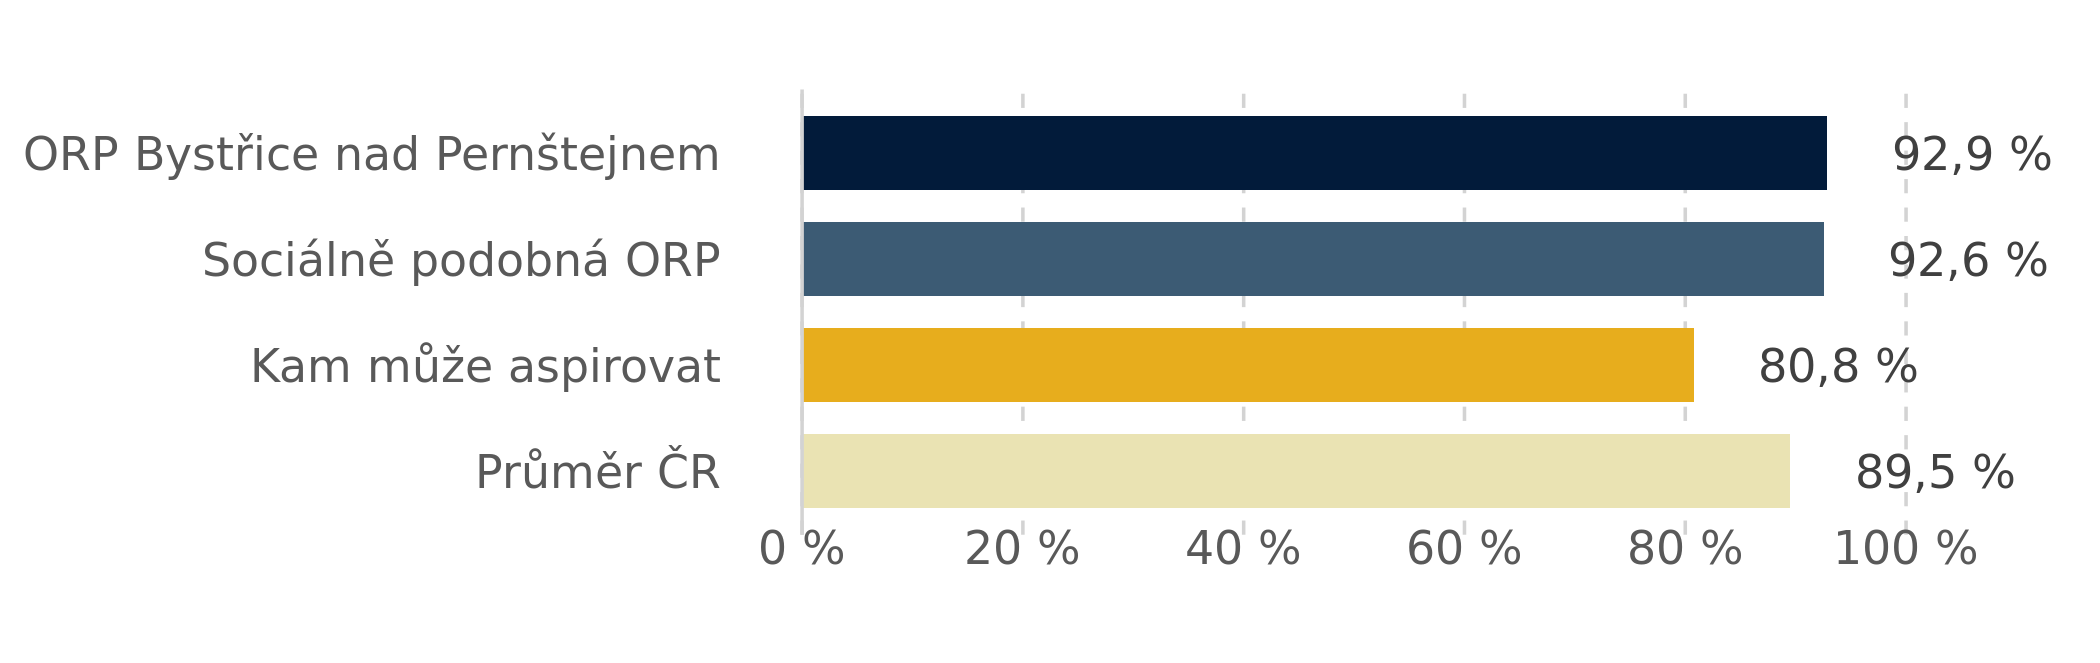 ORP Bystřice nad Pernštejnem 92,9 %
Sociálně podobná ORP 92,6 %
Kam může aspirovat 80,8 %
Průměr ČR 89,5 %
0 % 20 % 40 % 60 % 80 % 100 %